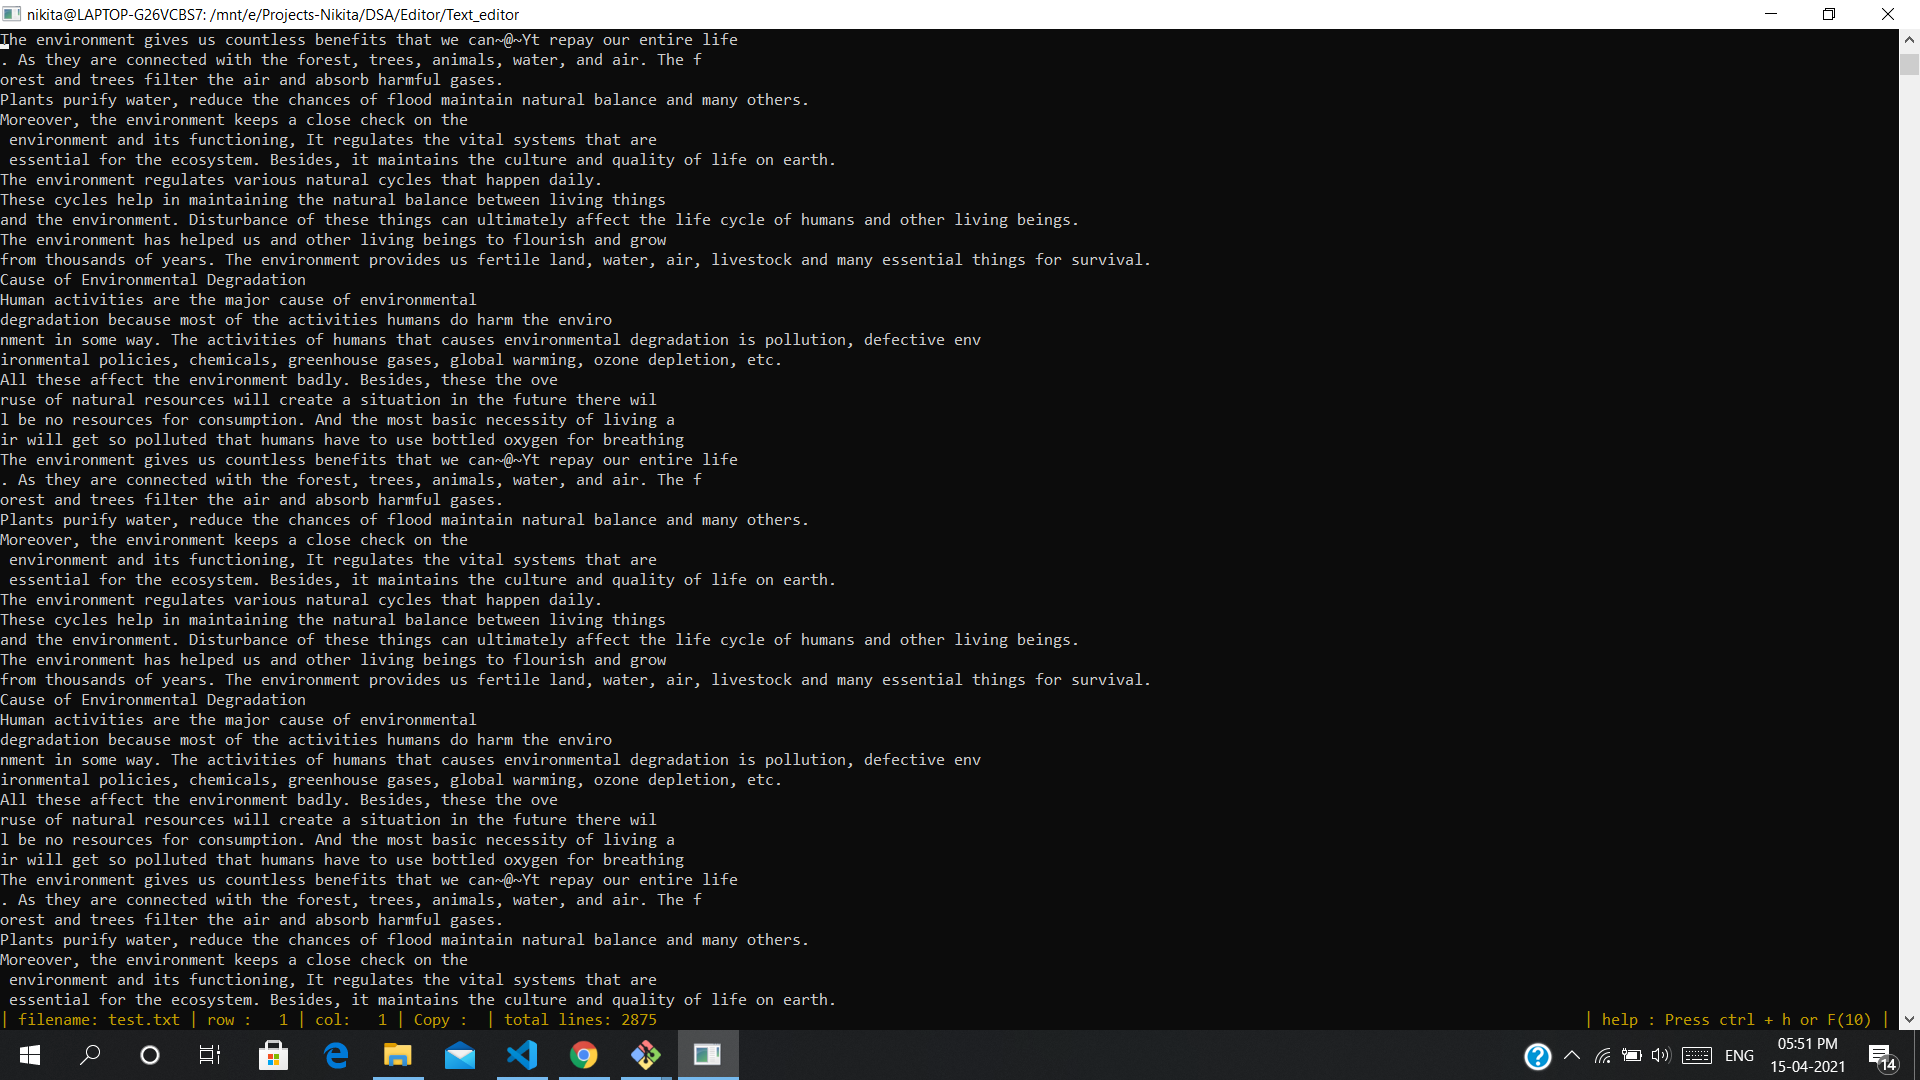 nikita@LAPTOP-G26VCBS7: /mnt/e/Projects-Nikita/DSA/Editor/Text_editor
The environment gives us countless benefits that we can~@~Yt repay our entire life
. As they are connected with the forest, trees, animals, water, and air. The f
orest and trees filter the air and absorb harmful gases.
Plants purify water, reduce the chances of flood maintain natural balance and many others.
Moreover, the environment keeps a close check on the
 environment and its functioning, It regulates the vital systems that are
 essential for the ecosystem. Besides, it maintains the culture and quality of life on earth.
The environment regulates various natural cycles that happen daily.
These cycles help in maintaining the natural balance between living things
and the environment. Disturbance of these things can ultimately affect the life cycle of humans and other living beings.
The environment has helped us and other living beings to flourish and grow
from thousands of years. The environment provides us fertile land, water, air, livestock and many essential things for survival.
Cause of Environmental Degradation
Human activities are the major cause of environmental
degradation because most of the activities humans do harm the enviro
nment in some way. The activities of humans that causes environmental degradation is pollution, defective env
ironmental policies, chemicals, greenhouse gases, global warming, ozone depletion, etc.
All these affect the environment badly. Besides, these the ove
ruse of natural resources will create a situation in the future there wil
l be no resources for consumption. And the most basic necessity of living a
ir will get so polluted that humans have to use bottled oxygen for breathing
The environment gives us countless benefits that we can~@~Yt repay our entire life
. As they are connected with the forest, trees, animals, water, and air. The f
orest and trees filter the air and absorb harmful gases.
Plants purify water, reduce the chances of flood maintain natural balance and many others.
Moreover, the environment keeps a close check on the
 environment and its functioning, It regulates the vital systems that are
 essential for the ecosystem. Besides, it maintains the culture and quality of life on earth.
The environment regulates various natural cycles that happen daily.
These cycles help in maintaining the natural balance between living things
and the environment. Disturbance of these things can ultimately affect the life cycle of humans and other living beings.
The environment has helped us and other living beings to flourish and grow
from thousands of years. The environment provides us fertile land, water, air, livestock and many essential things for survival.
Cause of Environmental Degradation
Human activities are the major cause of environmental
degradation because most of the activities humans do harm the enviro
nment in some way. The activities of humans that causes environmental degradation is pollution, defective env
ironmental policies, chemicals, greenhouse gases, global warming, ozone depletion, etc.
All these affect the environment badly. Besides, these the ove
ruse of natural resources will create a situation in the future there wil
l be no resources for consumption. And the most basic necessity of living a
ir will get so polluted that humans have to use bottled oxygen for breathing
The environment gives us countless benefits that we can~@~Yt repay our entire life
. As they are connected with the forest, trees, animals, water, and air. The f
orest and trees filter the air and absorb harmful gases.
Plants purify water, reduce the chances of flood maintain natural balance and many others.
Moreover, the environment keeps a close check on the
 environment and its functioning, It regulates the vital systems that are
 essential for the ecosystem. Besides, it maintains the culture and quality of life on earth.
| filename: test.txt | row :   1 | col:   1 | Copy :  | total lines: 2875 | help : Press ctrl + h or F(10) |
ENG
05:51 PM
15-04-2021
14